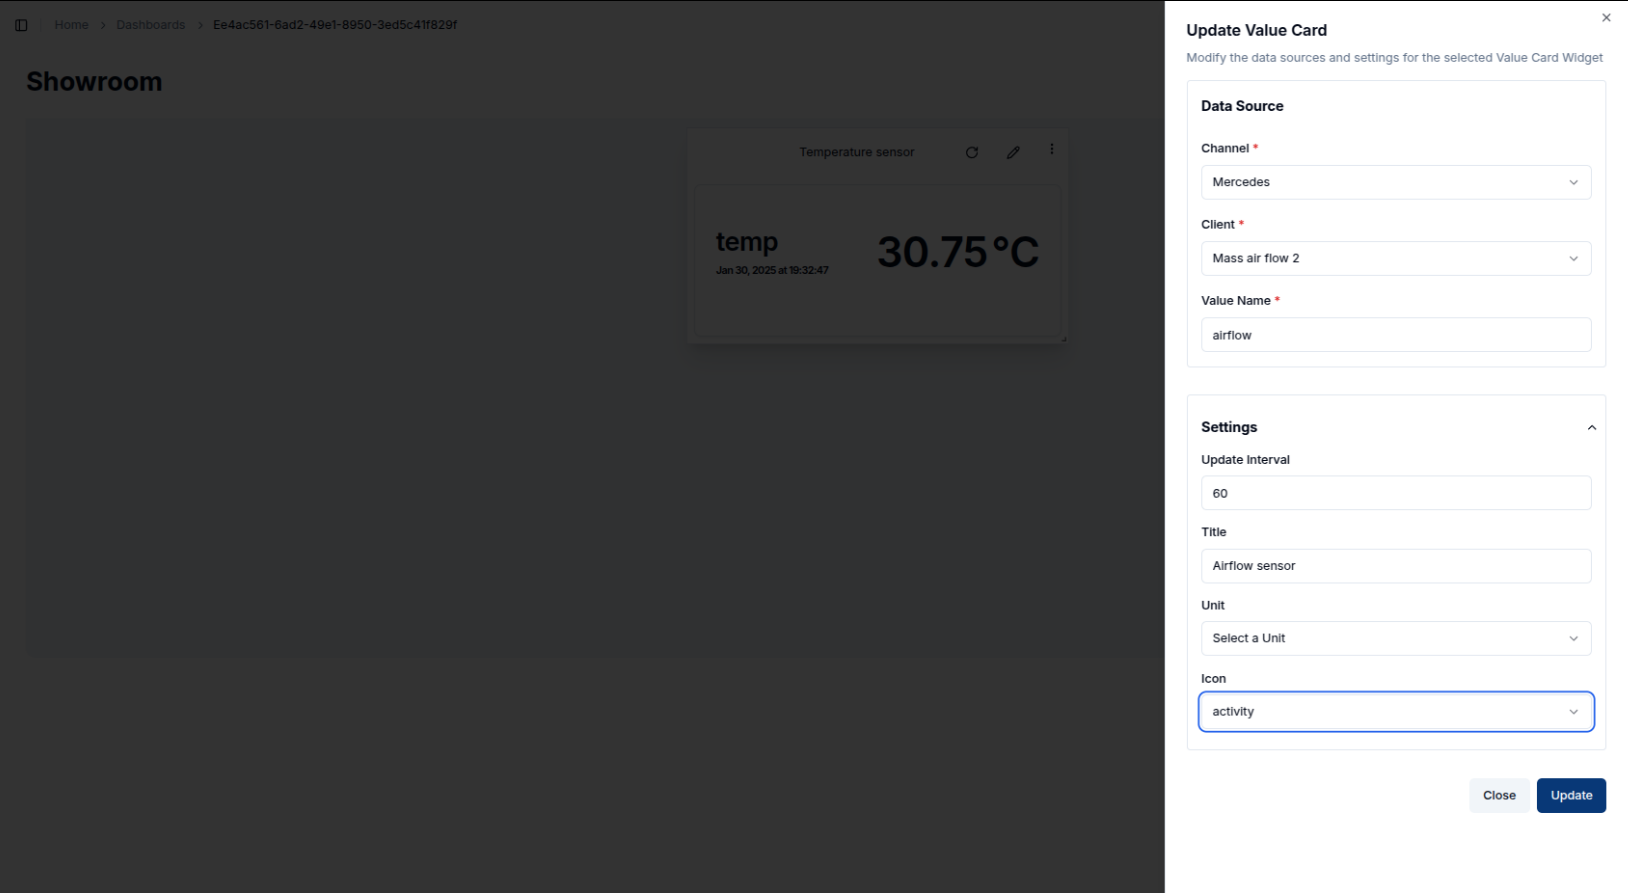 Home > Dashboards > Ee4ac561-6ad2-49e1-8950-3ed5c41f829f
Showroom
Temperature sensor
temp
30.75 °C
Jan 30, 2025 at 19:32:47
Update Value Card
Modify the data sources and settings for the selected Value Card Widget
Data Source
Channel *
Mercedes
Client *
Mass air flow 2
Value Name *
airflow
Settings
Update Interval
60
Title
Airflow sensor
Unit
Select a Unit
Icon
activity
Close
Update